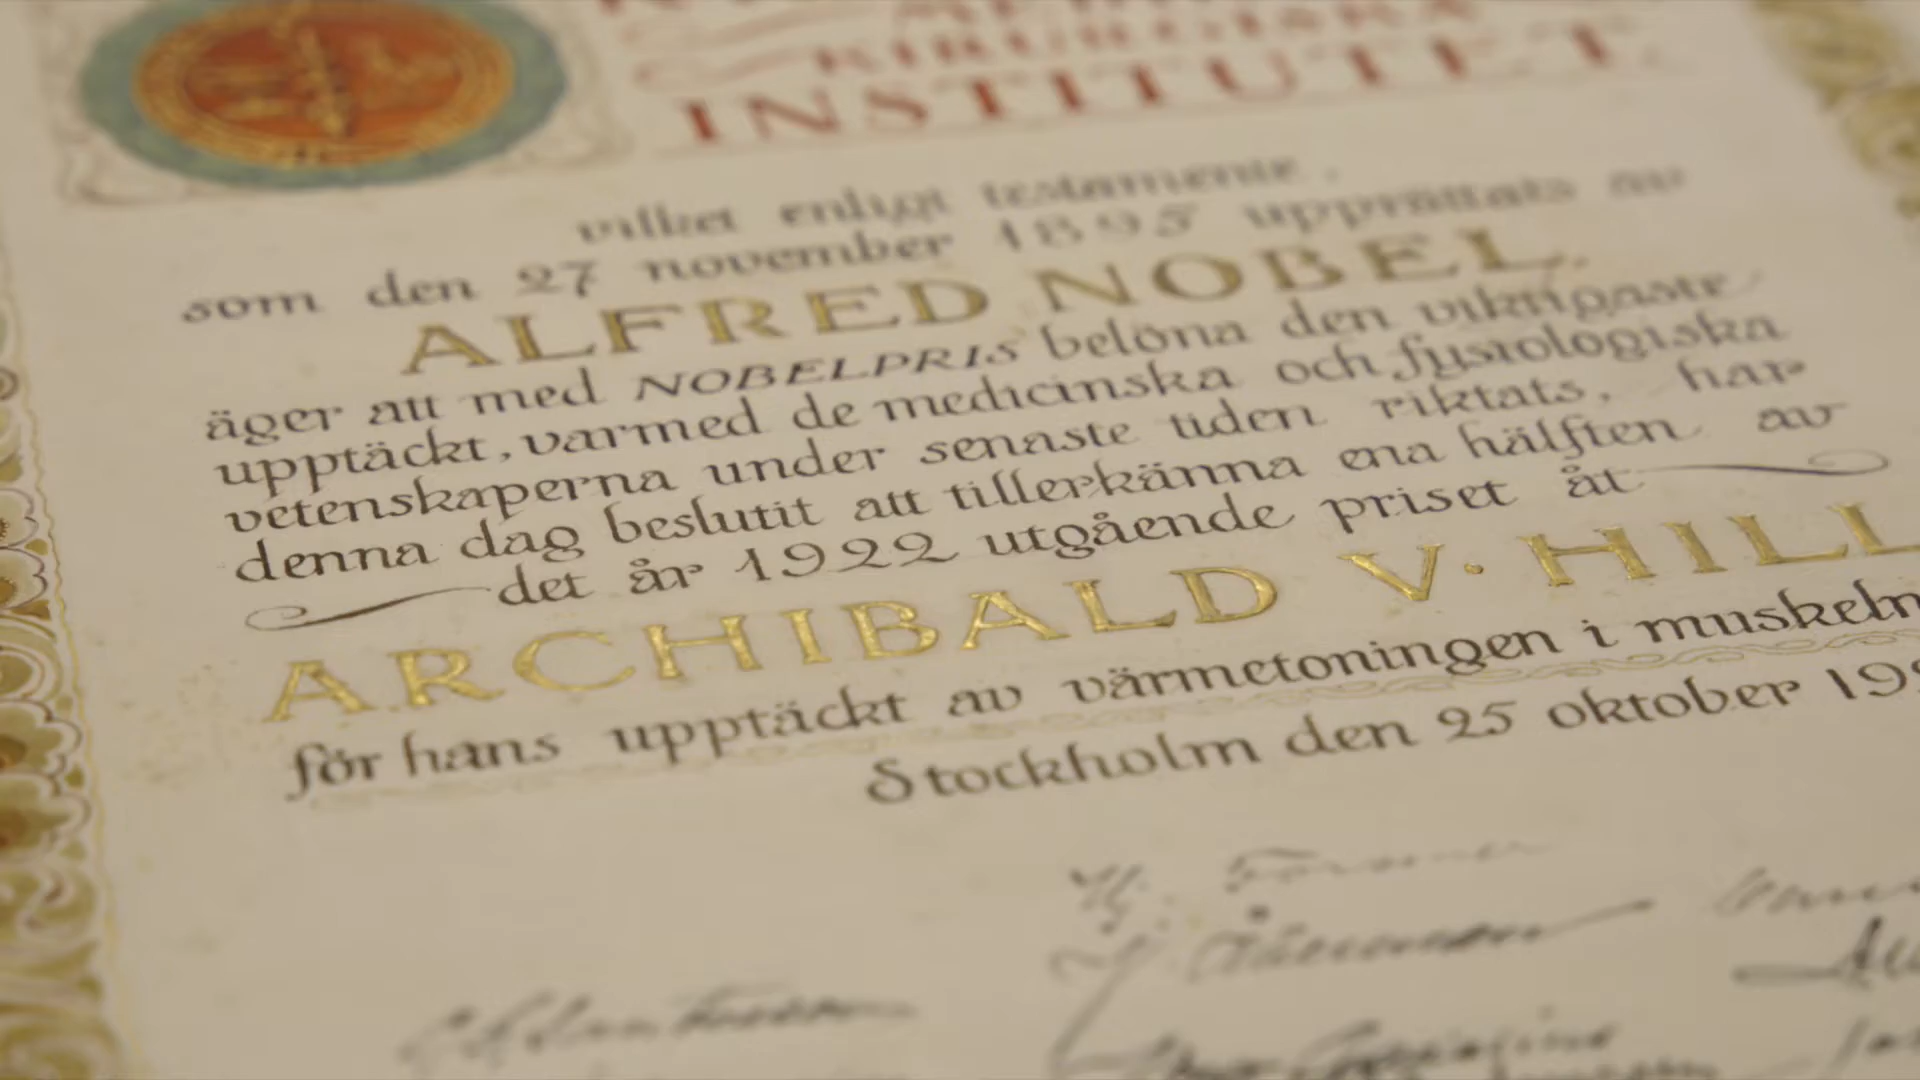 KIRURGISKA
INSTITUTET
vilket enligt testamente,
som den 27 november 1895 upprättats av
ALFRED NOBEL
äger att med NOBELPRIS belöna den viktigaste
upptäckt, varmed de medicinska och fysiologiska
vetenskaperna under senaste tiden riktats, har
denna dag beslutit att tillerkänna ena hälften av
det år 1922 utgående priset åt
ARCHIBALD V. HILL
för hans upptäckt av värmetoningen i muskeln
Stockholm den 25 oktober